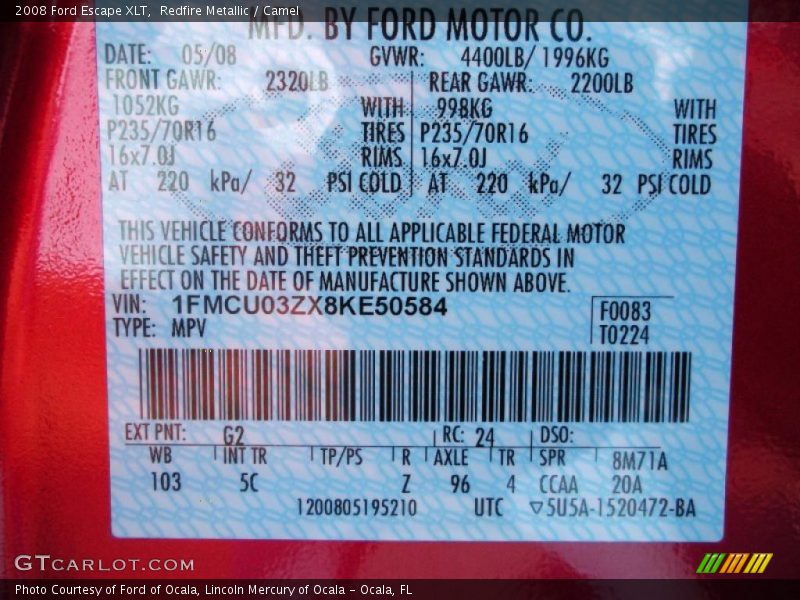 2008 Ford Escape XLT, Redfire Metallic / Camel
MFD. BY FORD MOTOR CO.
DATE: 05/08 GVWR: 4400LB/ 1996KG
FRONT GAWR: 2320LB REAR GAWR: 2200LB
1052KG WITH 998KG WITH
P235/70R16 TIRES P235/70R16 TIRES
16x7.0J RIMS 16x7.0J RIMS
AT 220 kPa/ 32 PSI COLD AT 220 kPa/ 32 PSI COLD
THIS VEHICLE CONFORMS TO ALL APPLICABLE FEDERAL MOTOR
VEHICLE SAFETY AND THEFT PREVENTION STANDARDS IN
EFFECT ON THE DATE OF MANUFACTURE SHOWN ABOVE.
VIN: 1FMCU03ZX8KE50584 F0083
TYPE: MPV T0224
EXT PNT: G2 RC: 24 DSO:
WB INT TR TP/PS R AXLE TR SPR 8M71A
103 5C Z 96 4 CCAA 20A
1200805195210 UTC ▽5U5A-1520472-BA
GTCARLOT.COM
Photo Courtesy of Ford of Ocala, Lincoln Mercury of Ocala - Ocala, FL